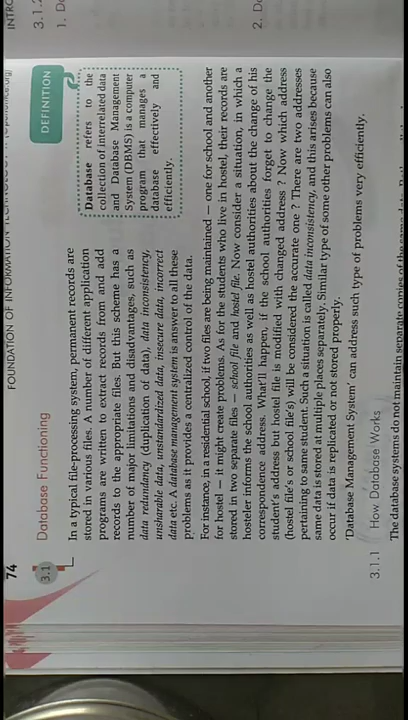 74
FOUNDATION OF INFORMATION TECHNOLOGY
3.1 Database Functioning
In a typical file-processing system, permanent records are
stored in various files. A number of different application
programs are written to extract records from and add
records to the appropriate files. But this scheme has a
number of major limitations and disadvantages, such as
data redundancy (duplication of data), data inconsistency,
unsharable data, unstandardized data, insecure data, incorrect
data etc. A database management system is answer to all these
problems as it provides a centralized control of the data.
DEFINITION
Database refers to the
collection of interrelated data
and Database Management
System (DBMS) is a computer
program that manages a
database effectively and
efficiently.
For instance, in a residential school, if two files are being maintained — one for school and another
for hostel — it might create problems. As for the students who live in hostel, their records are
stored in two separate files — school file and hostel file. Now consider a situation, in which a
hosteler informs the school authorities as well as hostel authorities about the change of his
correspondence address. What'll happen, if the school authorities forget to change the
student's address but hostel file is modified with changed address ? Now which address
(hostel file's or school file's) will be considered the accurate one ? There are two addresses
pertaining to same student. Such a situation is called data inconsistency, and this arises because
same data is stored at multiple places separately. Similar type of some other problems can also
occur if data is replicated or not stored properly.
'Database Management System' can address such type of problems very efficiently.
3.1.1 How Database Works
The database systems do not maintain separate copies of the same data.
INTRO
3.1.2
1. Do
2. Do